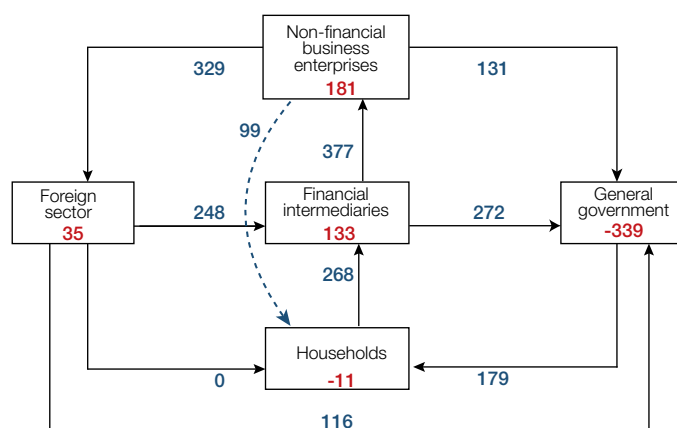 Non-financial
business
enterprises
181
329
131
99
377
Foreign
sector
35
248
Financial
intermediaries
133
272
General
government
-339
268
Households
-11
0
179
116